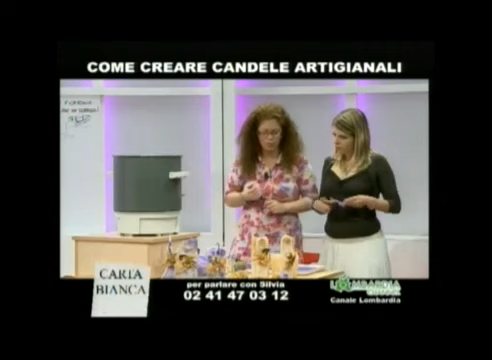 COME CREARE CANDELE ARTIGIANALI
CARTA
BIANCA
per parlare con Silvia
02 41 47 03 12
LOMBARDIA
Canale Lombardia